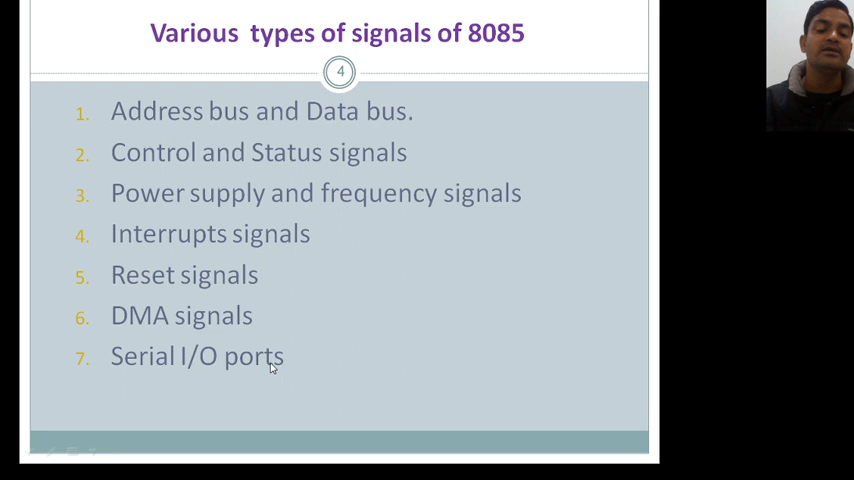 Various types of signals of 8085
4
1. Address bus and Data bus.
2. Control and Status signals
3. Power supply and frequency signals
4. Interrupts signals
5. Reset signals
6. DMA signals
7. Serial I/O ports